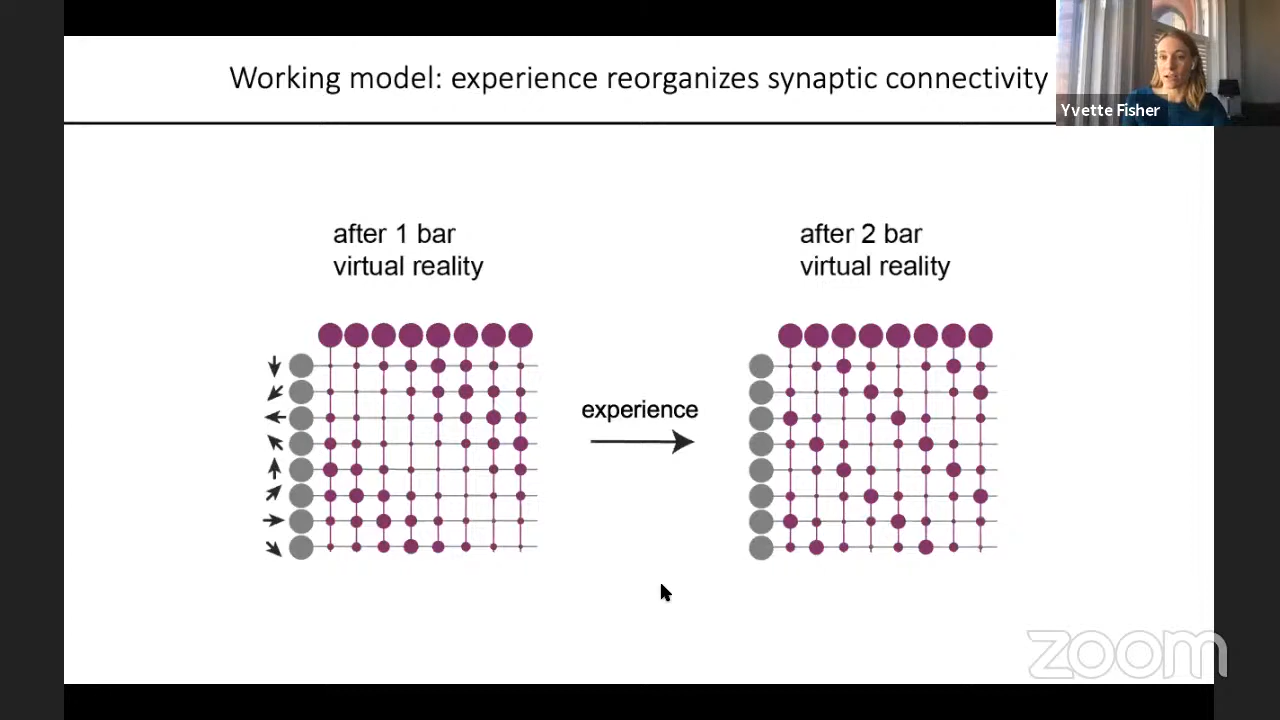 Working model: experience reorganizes synaptic connectivity
Yvette Fisher
after 1 bar
virtual reality
after 2 bar
virtual reality
experience
zoom